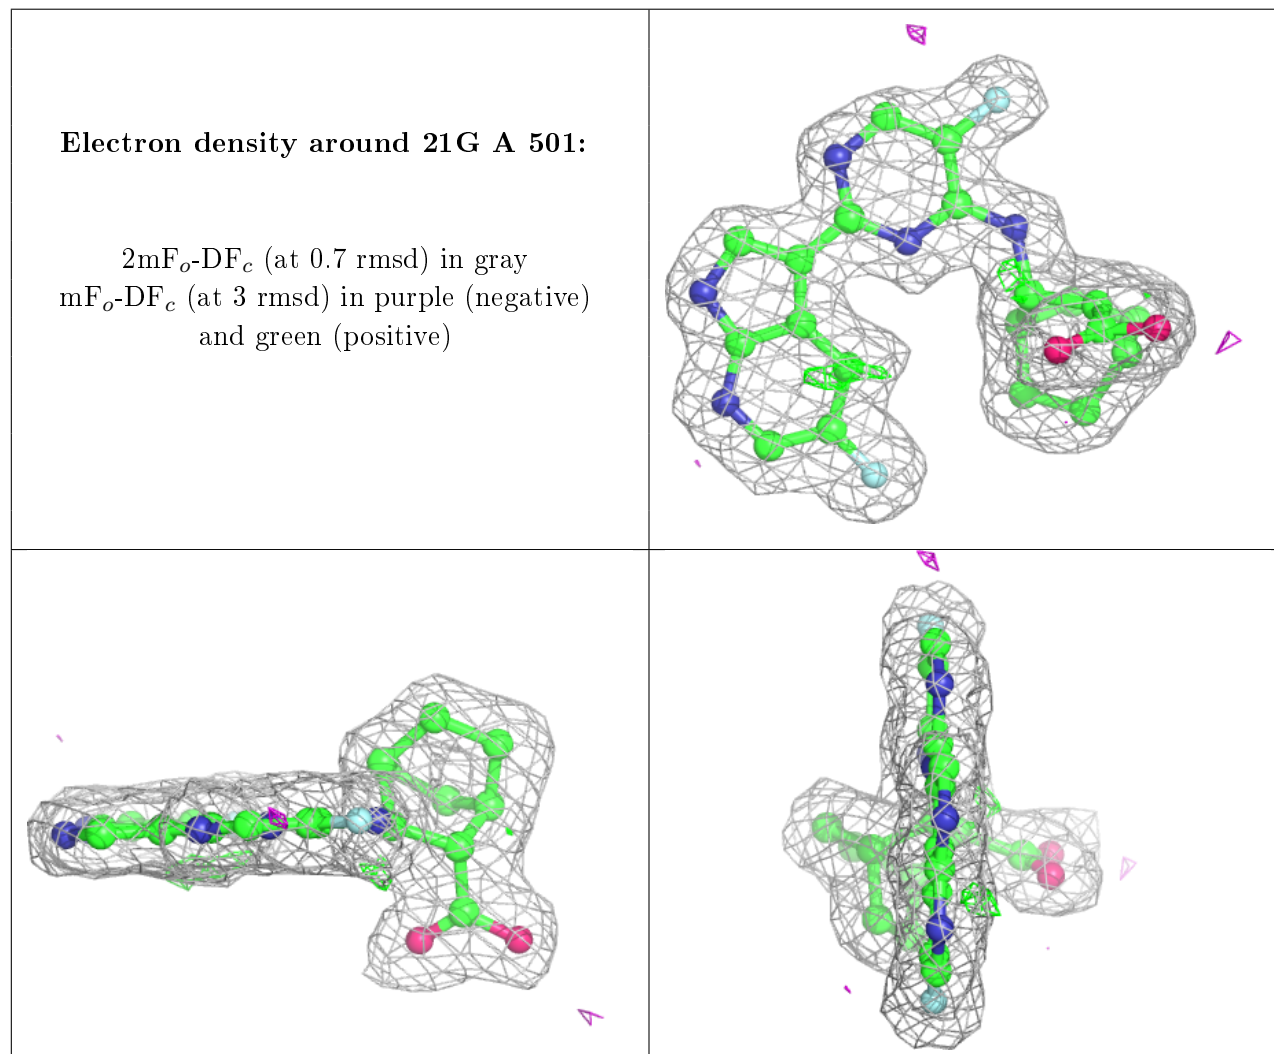 Electron density around 21G A 501:
2mFo-DFc (at 0.7 rmsd) in gray
mFo-DFc (at 3 rmsd) in purple (negative)
and green (positive)